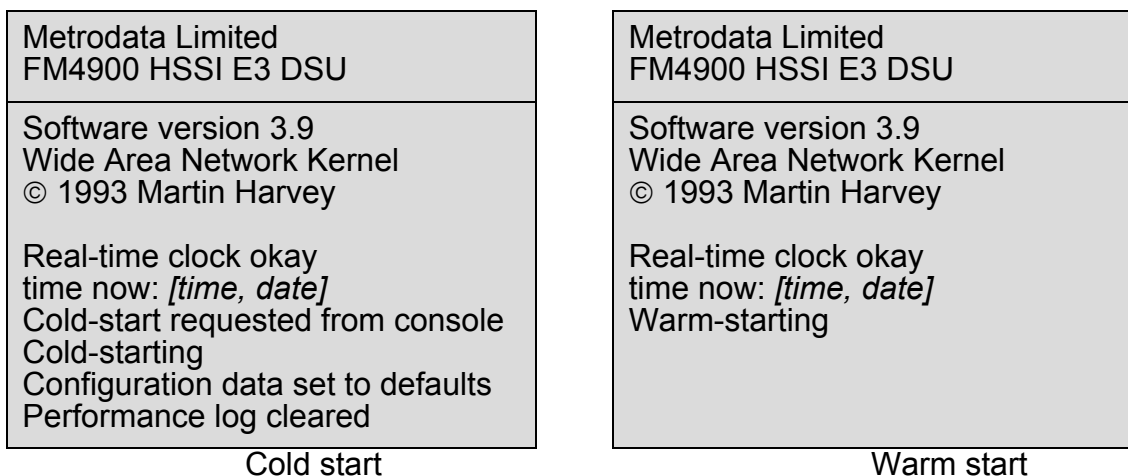 Metrodata Limited
FM4900 HSSI E3 DSU
Software version 3.9
Wide Area Network Kernel
© 1993 Martin Harvey
Real-time clock okay
time now: [time, date]
Cold-start requested from console
Cold-starting
Configuration data set to defaults
Performance log cleared
Cold start
Metrodata Limited
FM4900 HSSI E3 DSU
Software version 3.9
Wide Area Network Kernel
© 1993 Martin Harvey
Real-time clock okay
time now: [time, date]
Warm-starting
Warm start